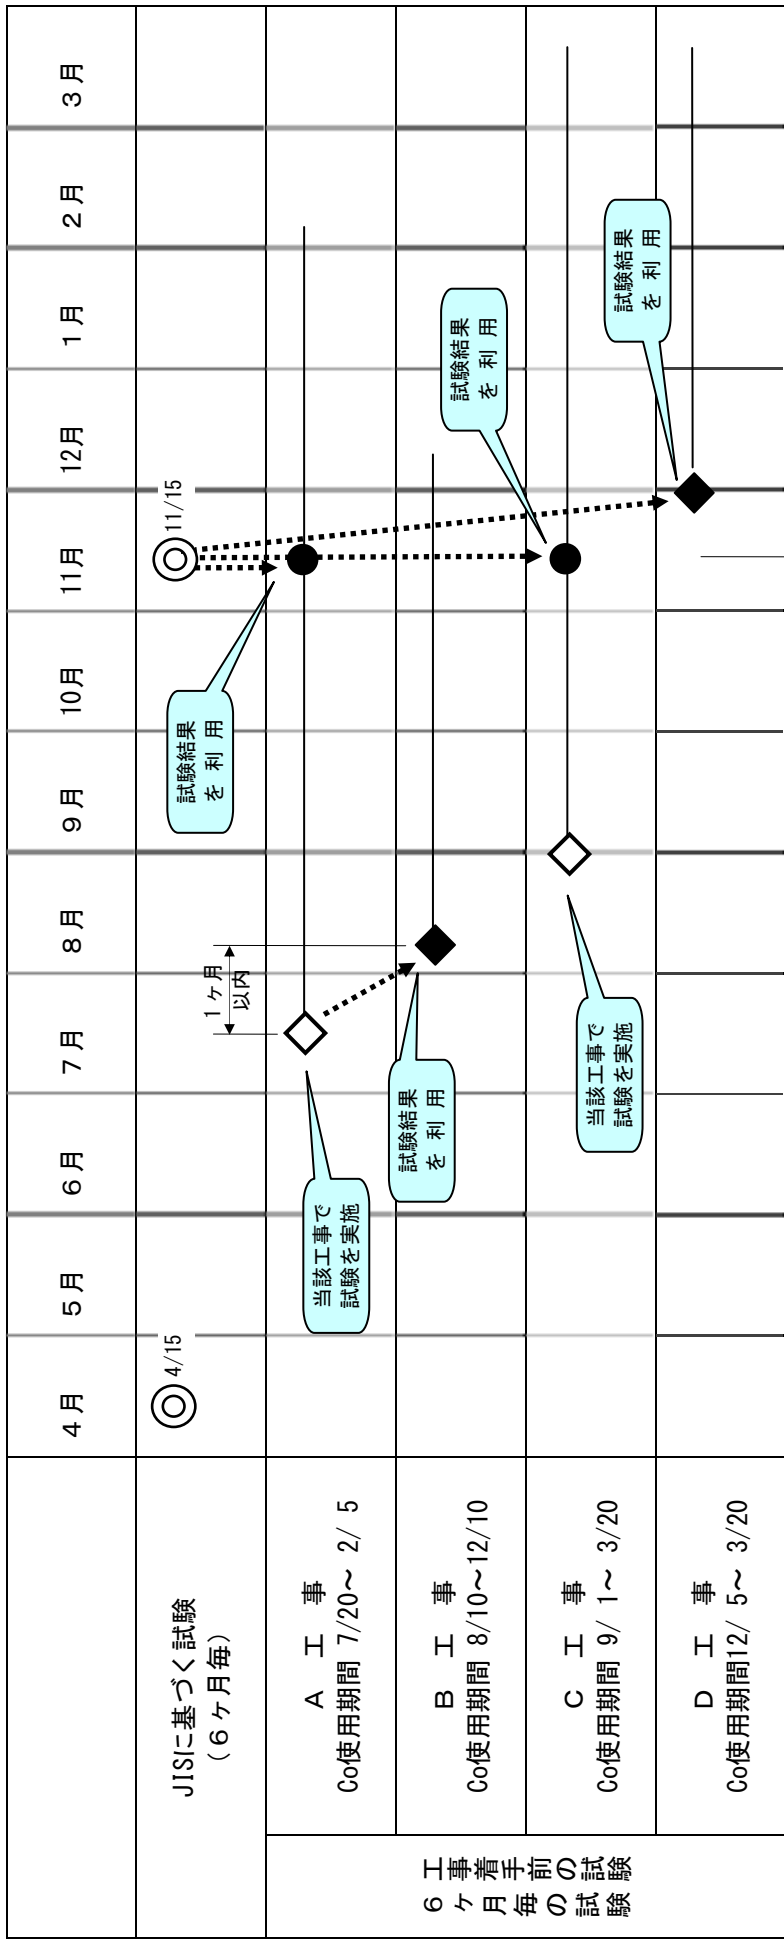 4月
5月
6月
7月
8月
9月
10月
11月
12月
1月
2月
3月
JISに基づく試験
(6ヶ月毎)
4/15
11/15
工事着手前の試験
6ヶ月毎の試験
A 工 事
Co使用期間 7/20～ 2/ 5
当該工事で
試験を実施
1ヶ月
以内
試験結果
を 利 用
B 工 事
Co使用期間 8/10～12/10
試験結果
を 利 用
C 工 事
Co使用期間 9/ 1～ 3/20
当該工事で
試験を実施
試験結果
を 利 用
D 工 事
Co使用期間12/ 5～ 3/20
試験結果
を 利 用